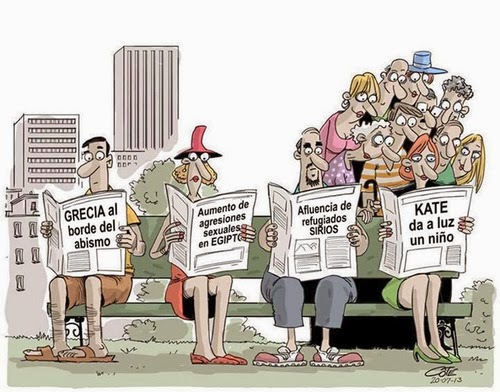 GRECIA al
borde del
abismo
Aumento de
agresiones
sexuales
en EGIPTO
Afluencia de
refugiados
SIRIOS
KATE
da a luz
un niño
20-07-13